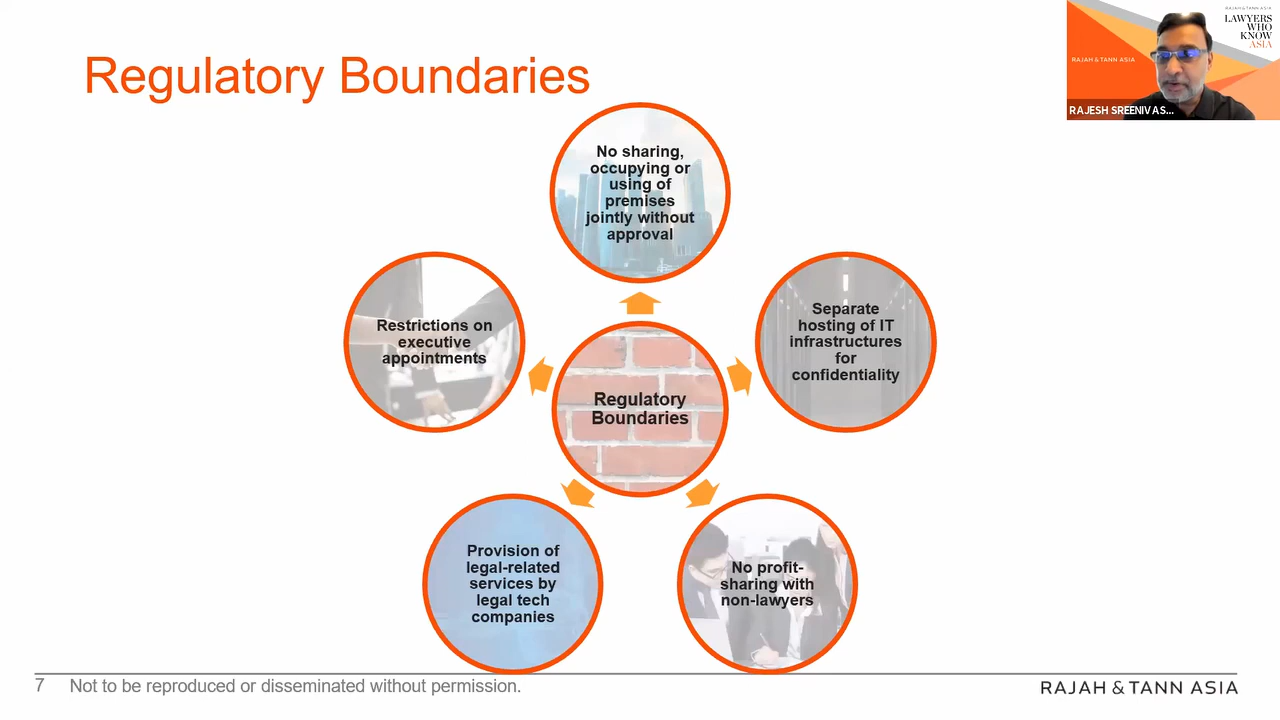 Regulatory Boundaries
RAJAH & TANN ASIA
LAWYERS
WHO
KNOW
ASIA
RAJAH & TANN ASIA
RAJESH SREENIVAS...
No sharing,
occupying or
using of
premises
jointly without
approval
Restrictions on
executive
appointments
Separate
hosting of IT
infrastructures
for
confidentiality
Regulatory
Boundaries
Provision of
legal-related
services by
legal tech
companies
No profit-
sharing with
non-lawyers
7 Not to be reproduced or disseminated without permission.
RAJAH & TANN ASIA